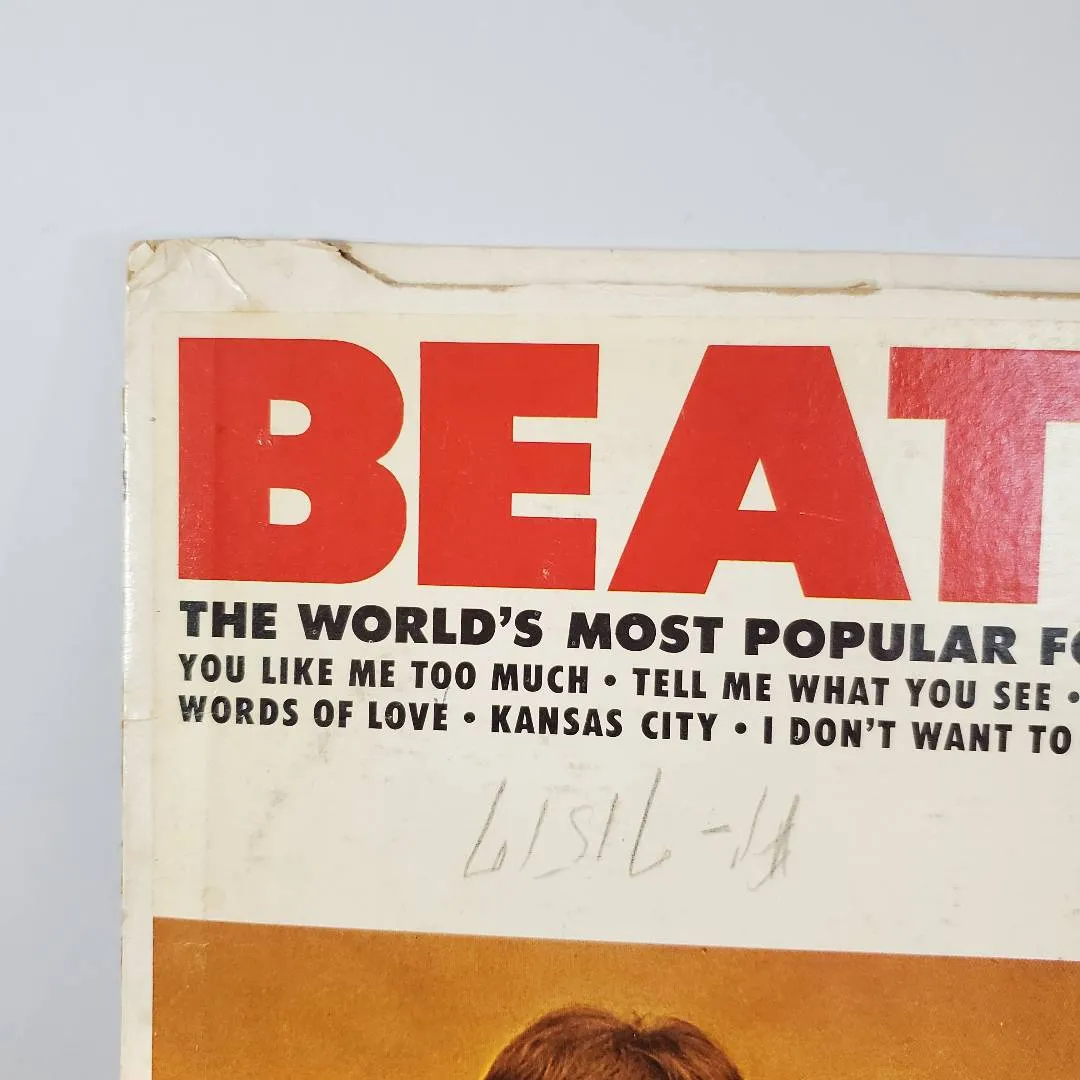 BEAT
THE WORLD'S MOST POPULAR
YOU LIKE ME TOO MUCH • TELL ME WHAT YOU SEE •
WORDS OF LOVE • KANSAS CITY • I DON'T WANT TO